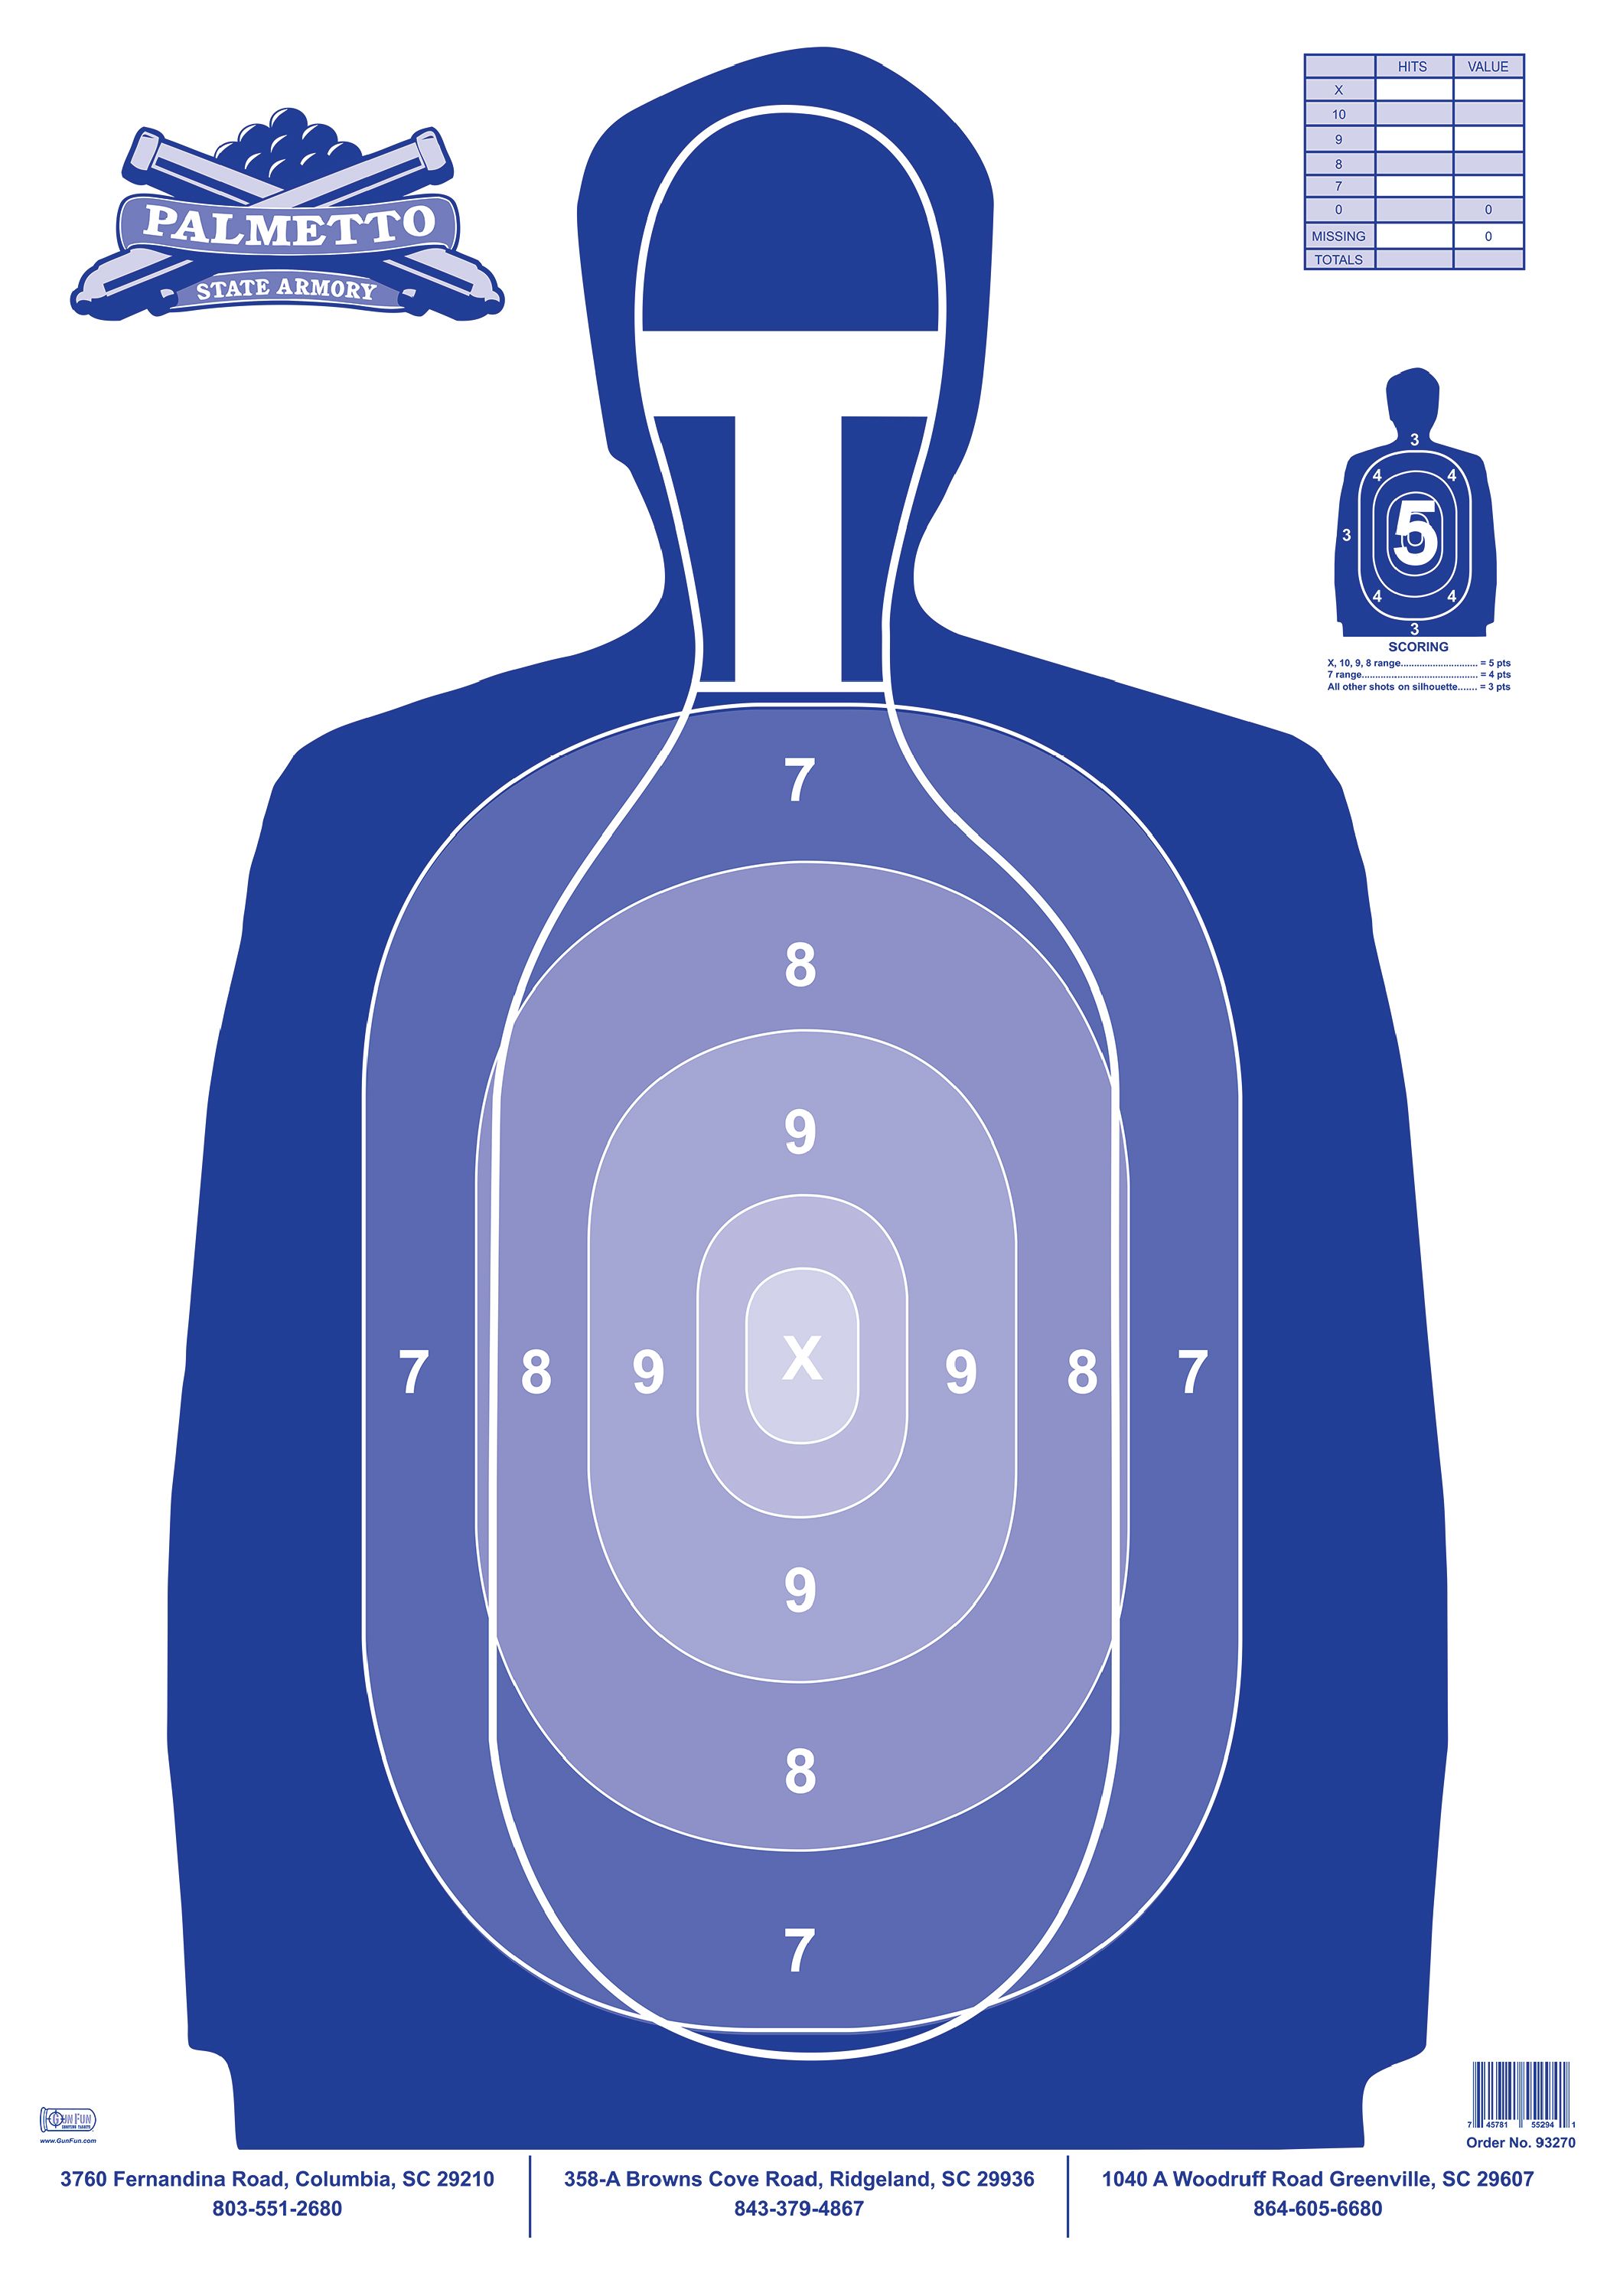 PALMETTO
STATE ARMORY
HITS VALUE
X
10
9
8
7
0 0
MISSING 0
TOTALS
3
4 4
3 5
4 4
3
SCORING
X, 10, 9, 8 range............................. = 5 pts
7 range............................................ = 4 pts
All other shots on silhouette....... = 3 pts
7
8
9
7 8 9 X 9 8 7
9
8
7
GUN FUN
SHOOTING TARGETS
www.GunFun.com
7 45781 55294 1
Order No. 93270
3760 Fernandina Road, Columbia, SC 29210
803-551-2680
358-A Browns Cove Road, Ridgeland, SC 29936
843-379-4867
1040 A Woodruff Road Greenville, SC 29607
864-605-6680